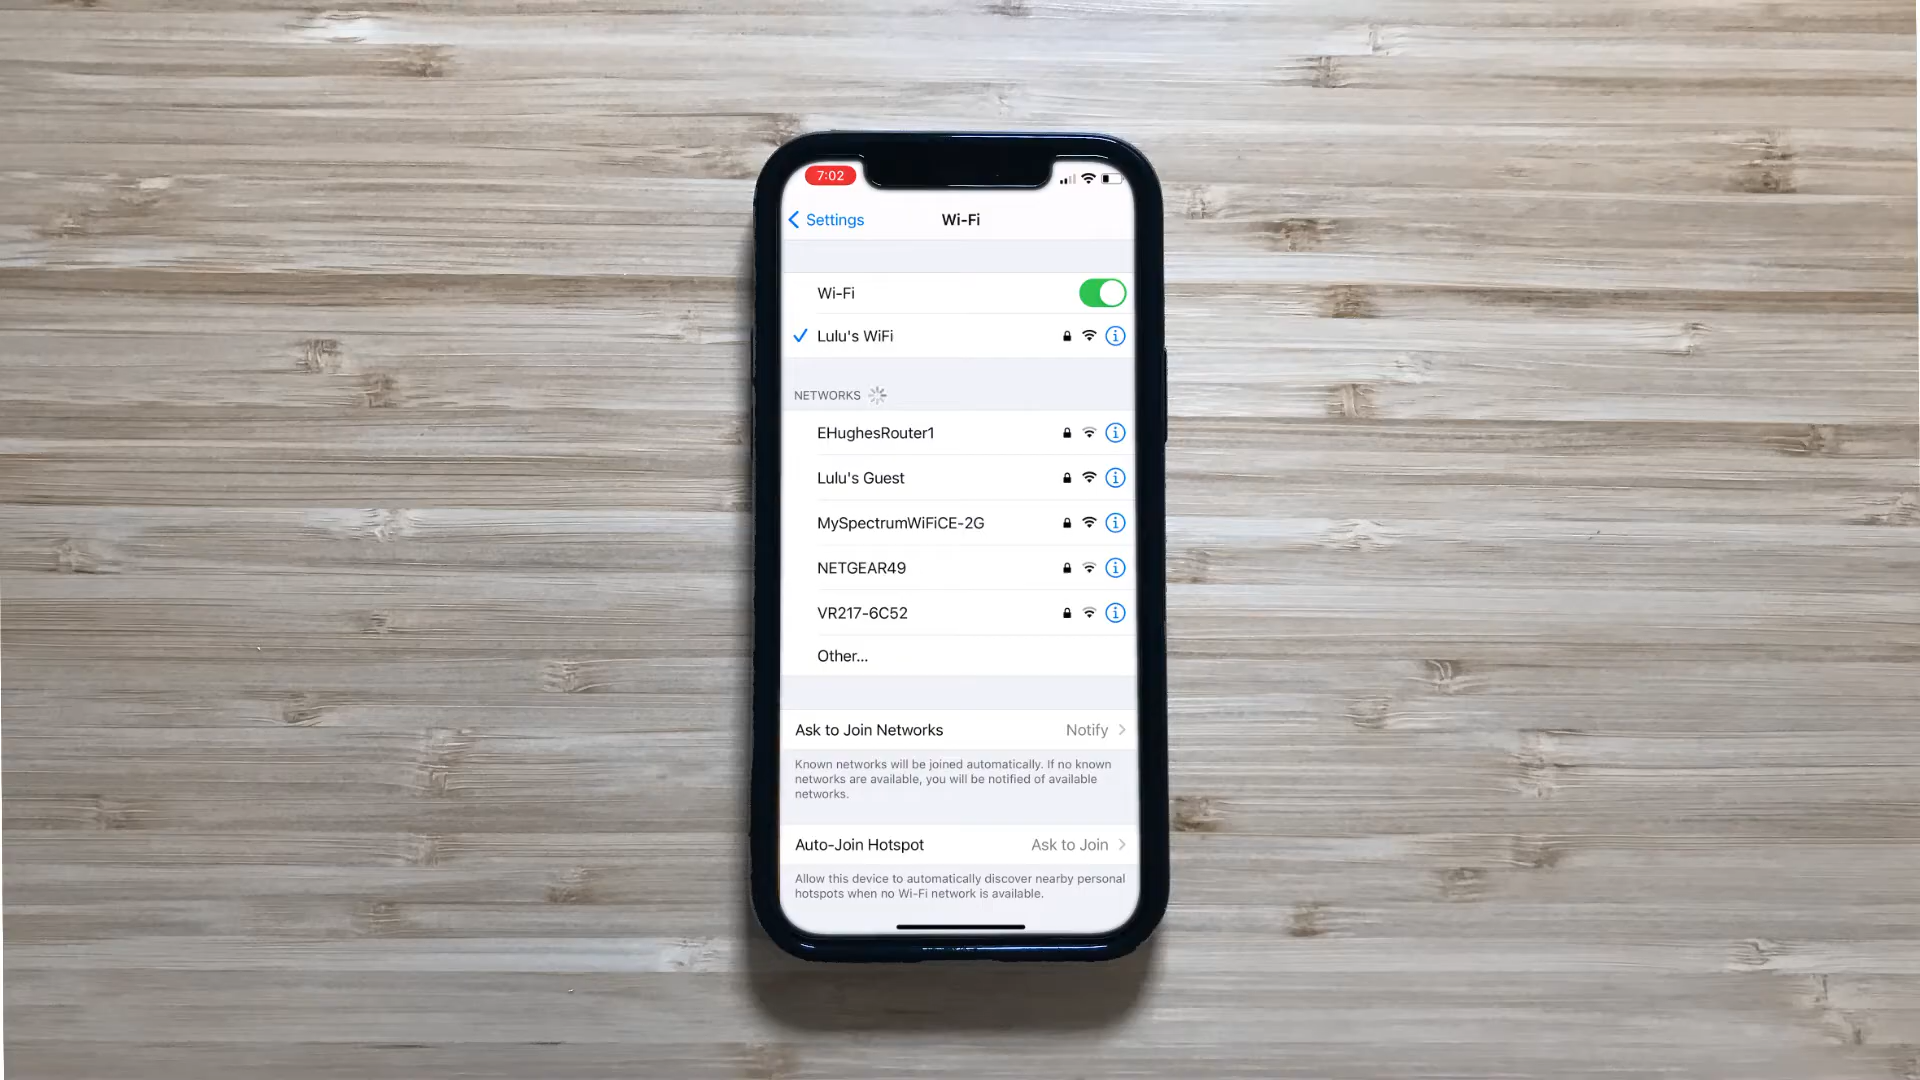 7:02
Settings
Wi-Fi
Wi-Fi
Lulu's WiFi
NETWORKS
EHughesRouter1
Lulu's Guest
MySpectrumWiFiCE-2G
NETGEAR49
VR217-6C52
Other...
Ask to Join Networks Notify
Known networks will be joined automatically. If no known
networks are available, you will be notified of available
networks.
Auto-Join Hotspot Ask to Join
Allow this device to automatically discover nearby personal
hotspots when no Wi-Fi network is available.